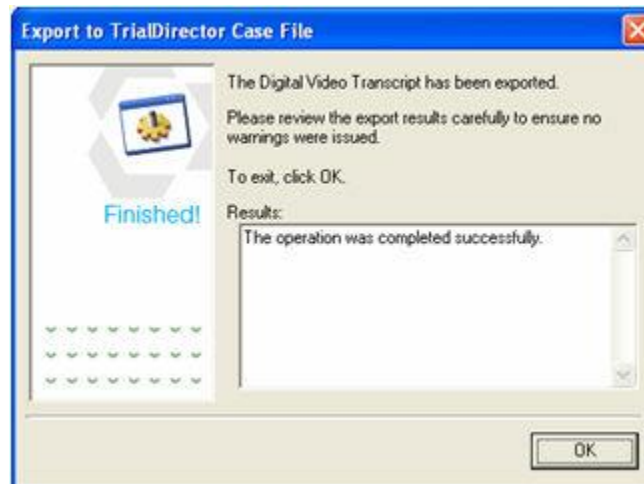 Export to TrialDirector Case File
The Digital Video Transcript has been exported.
Please review the export results carefully to ensure no
warnings were issued.
To exit, click OK.
Finished!
Results:
The operation was completed successfully.
OK